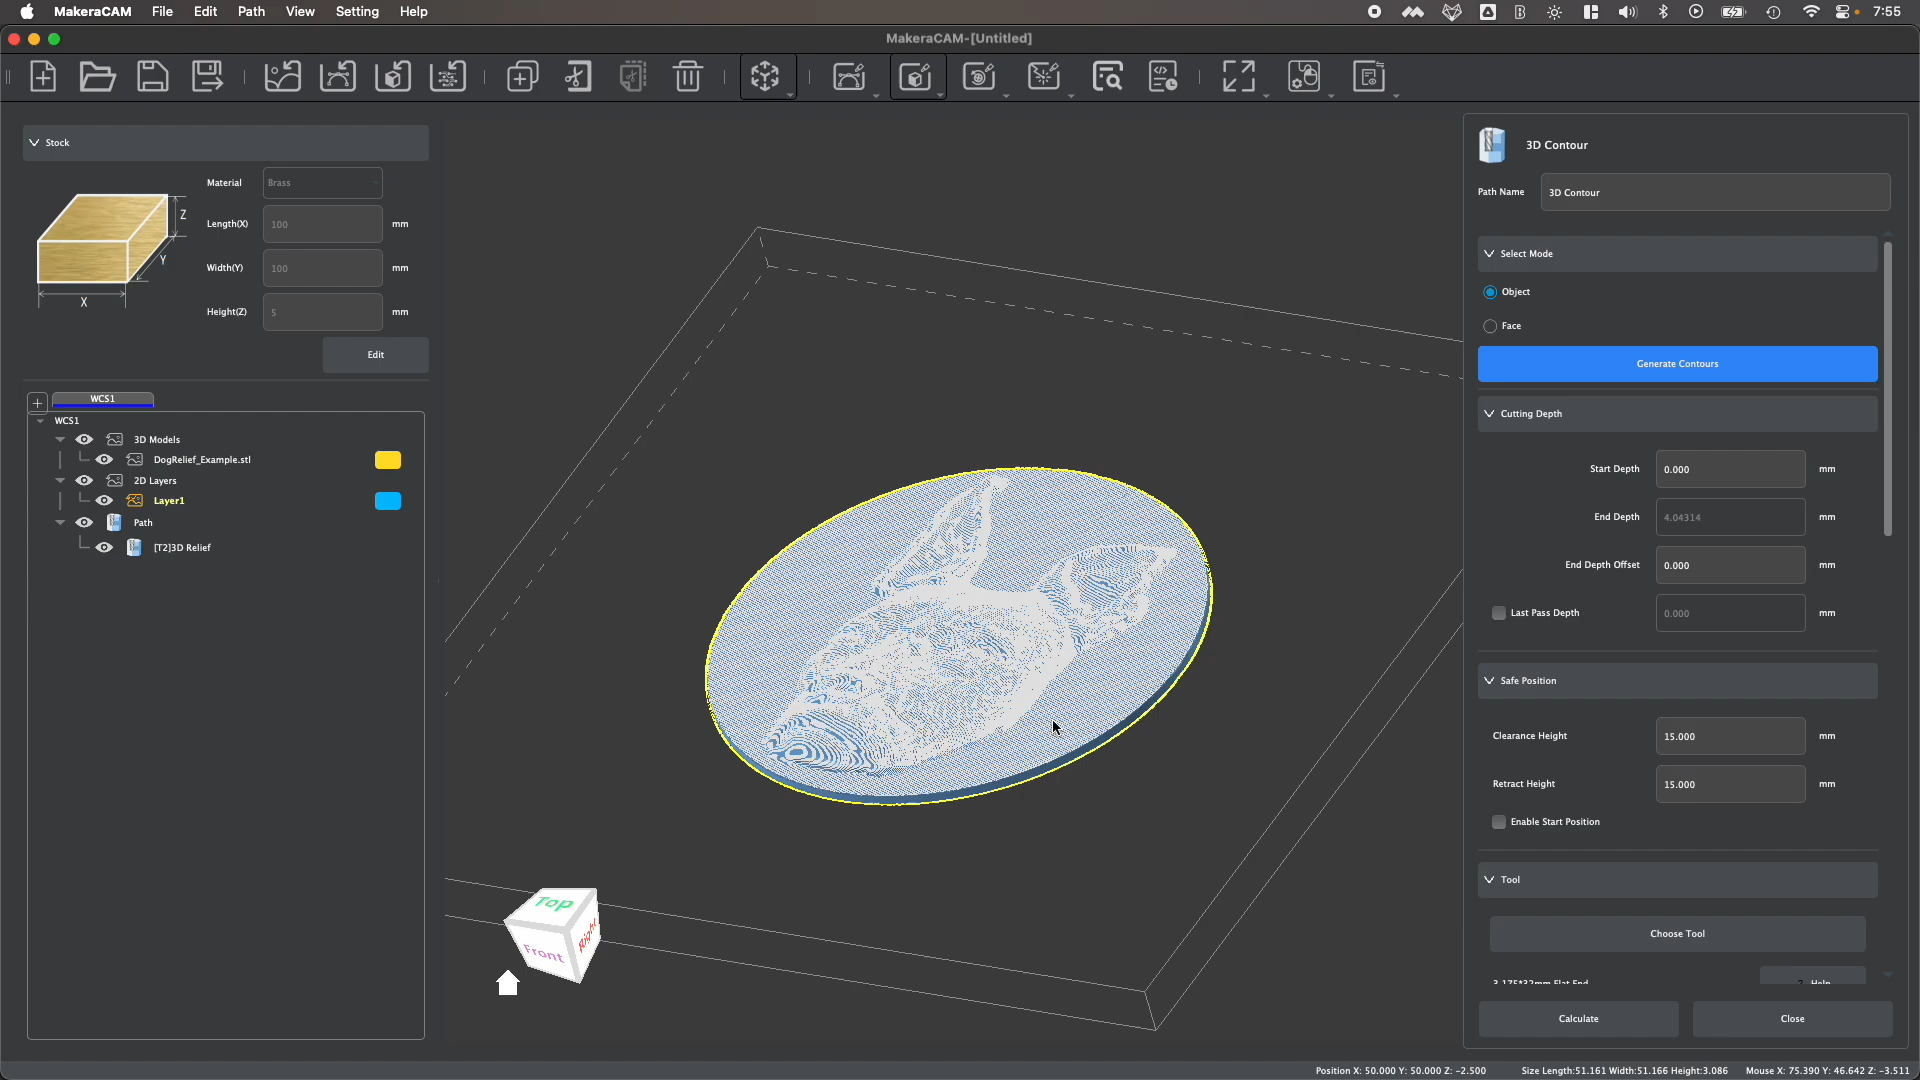 MakeraCAM File Edit Path View Setting Help 7:55
MakeraCAM-[Untitled]
Stock
Material Brass
Length(X) 100 mm
Width(Y) 100 mm
Height(Z) 5 mm
Z
Y
X
Edit
+ WCS1
WCS1
3D Models
DogRelief_Example.stl
2D Layers
Layer1
Path
[T2]3D Relief
Top
Front
Right
3D Contour
Path Name 3D Contour
Select Mode
Object
Face
Generate Contours
Cutting Depth
Start Depth 0.000 mm
End Depth 4.04314 mm
End Depth Offset 0.000 mm
Last Pass Depth 0.000 mm
Safe Position
Clearance Height 15.000 mm
Retract Height 15.000 mm
Enable Start Position
Tool
Choose Tool
3.175*32mm Flat End ? Help
Calculate Close
Position X: 50.000 Y: 50.000 Z: -2.500 Size Length:51.161 Width:51.166 Height:3.086 Mouse X: 75.390 Y: 46.642 Z: -3.511